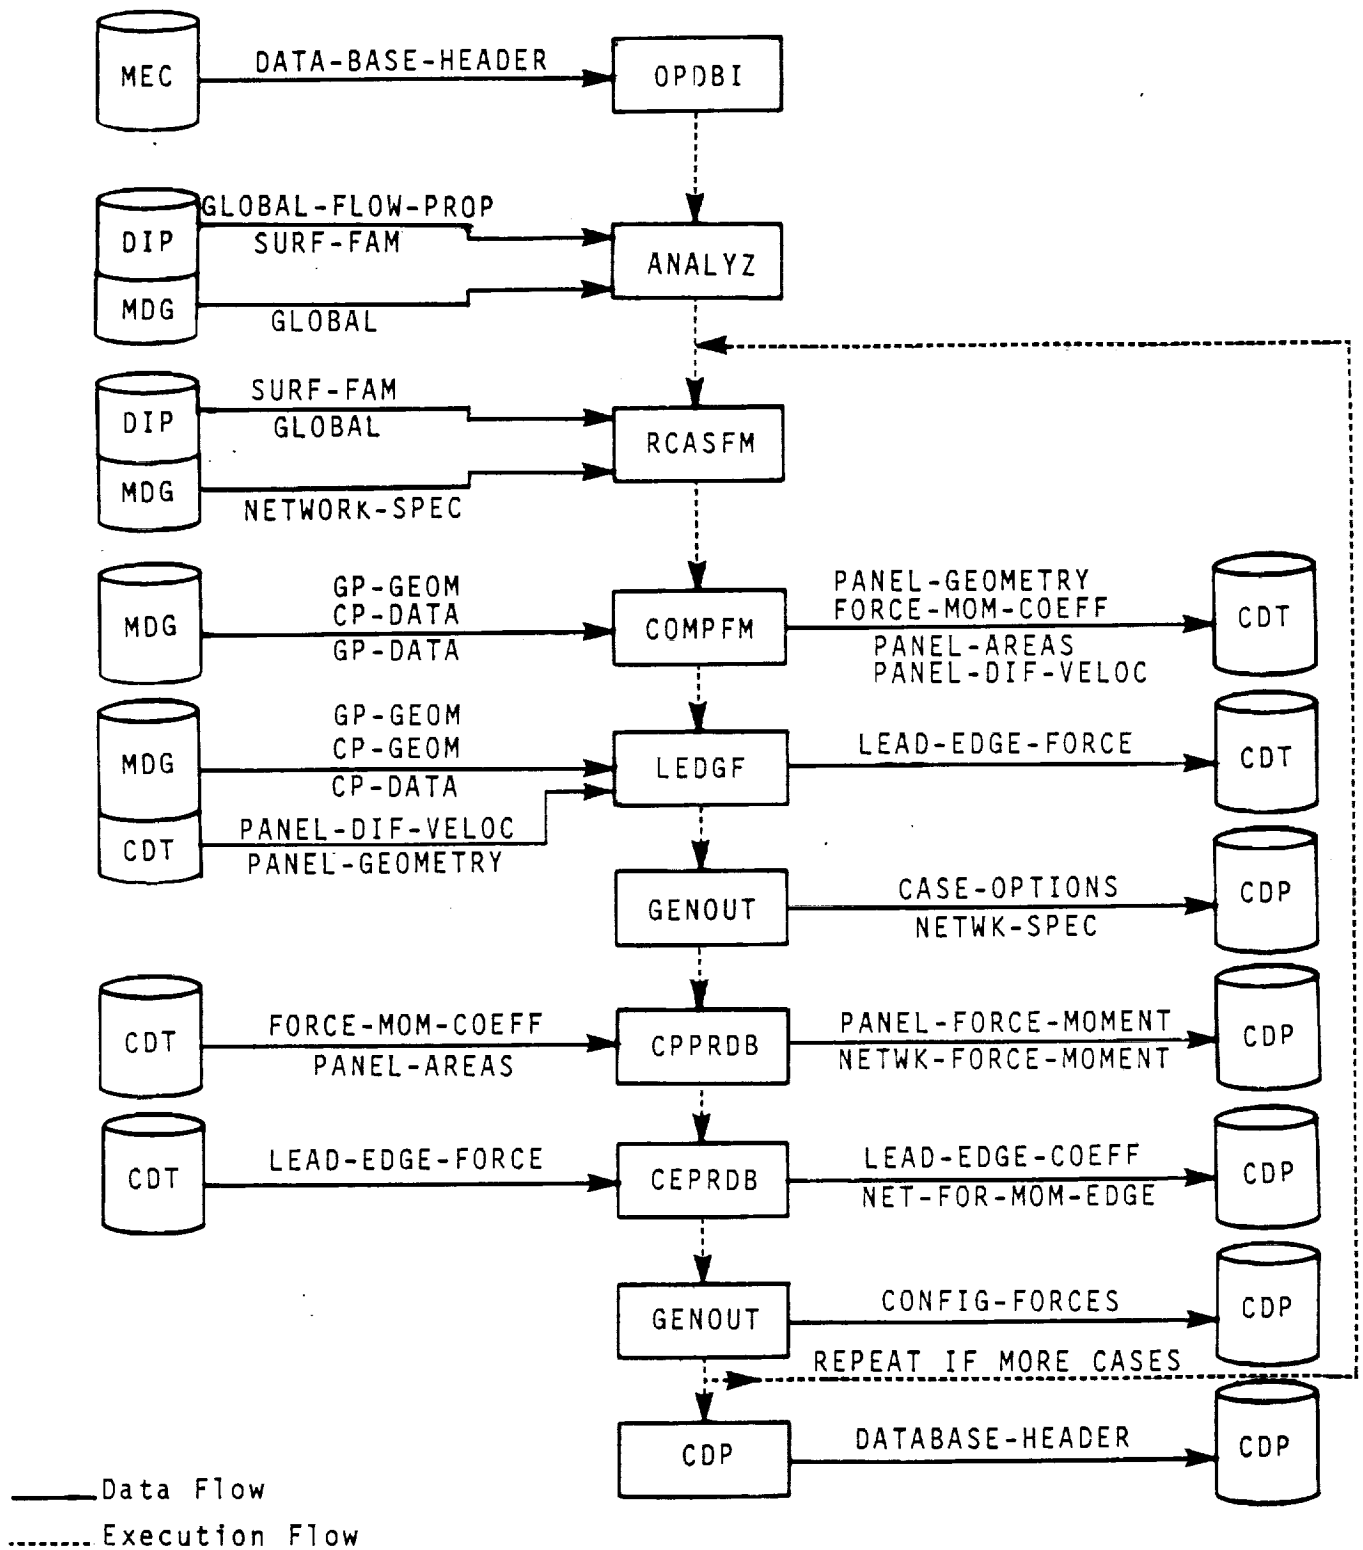 MEC
DATA-BASE-HEADER
OPDBI
GLOBAL-FLOW-PROP
DIP
SURF-FAM
ANALYZ
MDG
GLOBAL
SURF-FAM
DIP
GLOBAL
RCASFM
MDG
NETWORK-SPEC
GP-GEOM
CP-DATA
MDG
GP-DATA
COMPFM
PANEL-GEOMETRY
FORCE-MOM-COEFF
PANEL-AREAS
PANEL-DIF-VELOC
CDT
GP-GEOM
CP-GEOM
MDG
CP-DATA
LEDGF
LEAD-EDGE-FORCE
CDT
CDT
PANEL-DIF-VELOC
PANEL-GEOMETRY
GENOUT
CASE-OPTIONS
NETWK-SPEC
CDP
CDT
FORCE-MOM-COEFF
PANEL-AREAS
CPPRDB
PANEL-FORCE-MOMENT
NETWK-FORCE-MOMENT
CDP
CDT
LEAD-EDGE-FORCE
CEPRDB
LEAD-EDGE-COEFF
NET-FOR-MOM-EDGE
CDP
GENOUT
CONFIG-FORCES
CDP
REPEAT IF MORE CASES
CDP
DATABASE-HEADER
CDP
Data Flow
Execution Flow